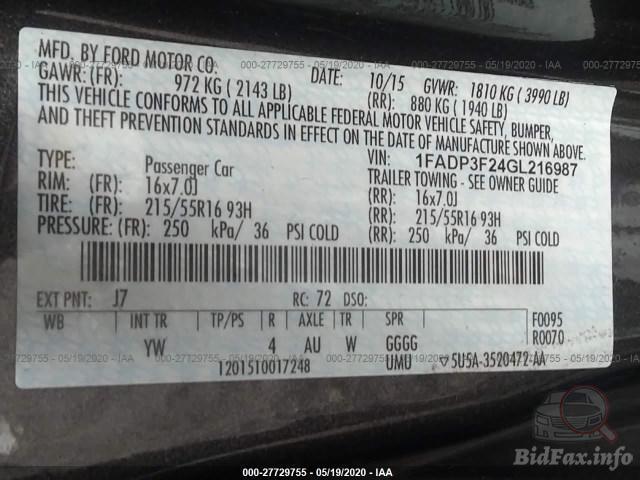 000-27729755 - 05/19/2020 - IAA
MFD. BY FORD MOTOR CO. DATE: 10/15 GVWR: 1810 KG ( 3990 LB)
GAWR: (FR): 972 KG ( 2143 LB) (RR): 880 KG ( 1940 LB)
THIS VEHICLE CONFORMS TO ALL APPLICABLE FEDERAL MOTOR VEHICLE SAFETY, BUMPER,
AND THEFT PREVENTION STANDARDS IN EFFECT ON THE DATE OF MANUFACTURE SHOWN ABOVE.
VIN: 1FADP3F24GL216987
TYPE: Passenger Car TRAILER TOWING - SEE OWNER GUIDE
RIM: (FR): 16x7.0J (RR): 16x7.0J
TIRE: (FR): 215/55R16 93H (RR): 215/55R16 93H
PRESSURE: (FR): 250 kPa/ 36 PSI COLD (RR): 250 kPa/ 36 PSI COLD
EXT PNT: J7 RC: 72 DSO:
WB INT TR TP/PS R AXLE TR SPR F0095
R0070
YW 4 AU W GGGG
UMU
1201510017248 5U5A-3520472-AA
000-27729755 - 05/19/2020 - IAA
BidFax.info